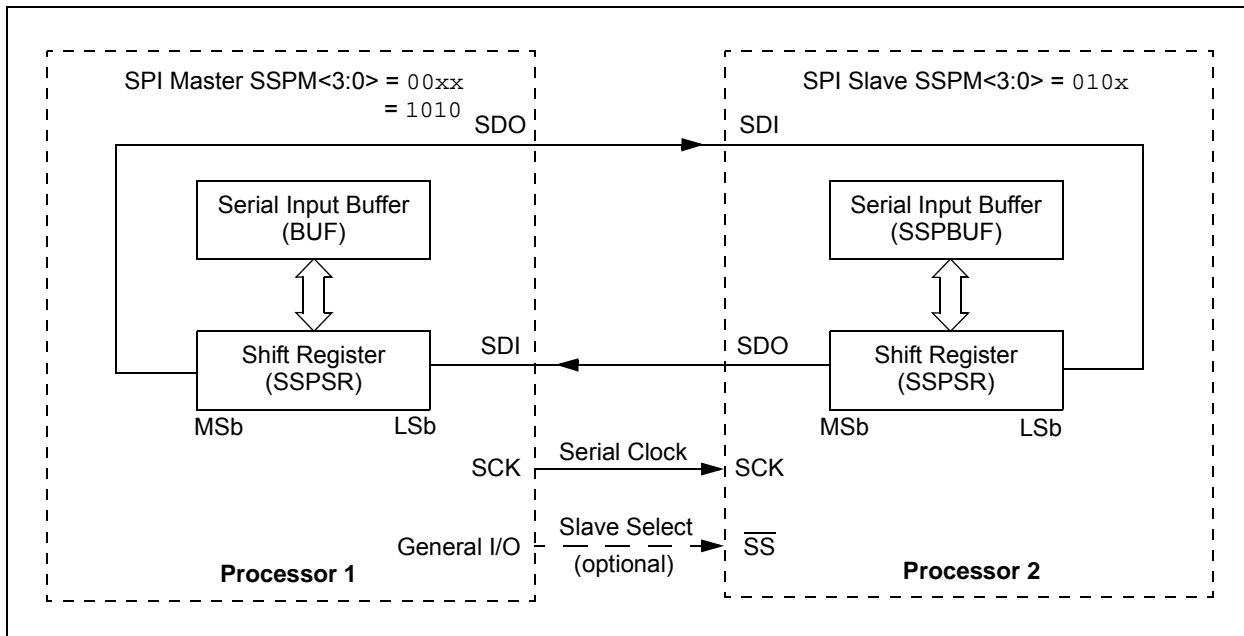 SPI Master SSPM<3:0> = 00xx
= 1010
SPI Slave SSPM<3:0> = 010x
SDO
SDI
Serial Input Buffer
(BUF)
Serial Input Buffer
(SSPBUF)
SDI
SDO
Shift Register
(SSPSR)
Shift Register
(SSPSR)
MSb
LSb
MSb
LSb
SCK
Serial Clock
SCK
General I/O
Slave Select
(optional)
S̅S̅
Processor 1
Processor 2